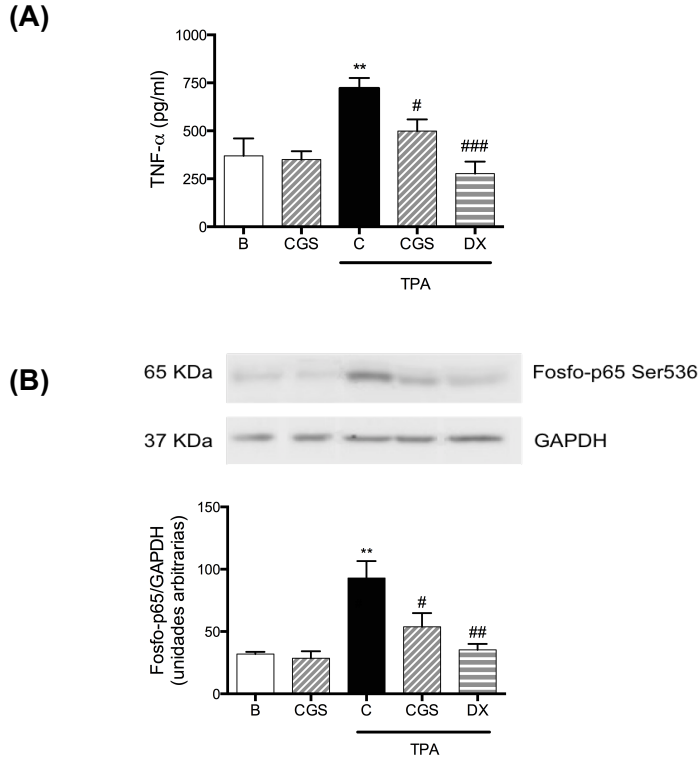 (A)
TNF-α (pg/ml)
1000
750
500
250
0
**
#
###
B CGS C CGS DX
TPA
(B)
65 KDa Fosfo-p65 Ser536
37 KDa GAPDH
Fosfo-p65/GAPDH
(unidades arbitrarias)
150
100
50
0
**
#
##
B CGS C CGS DX
TPA